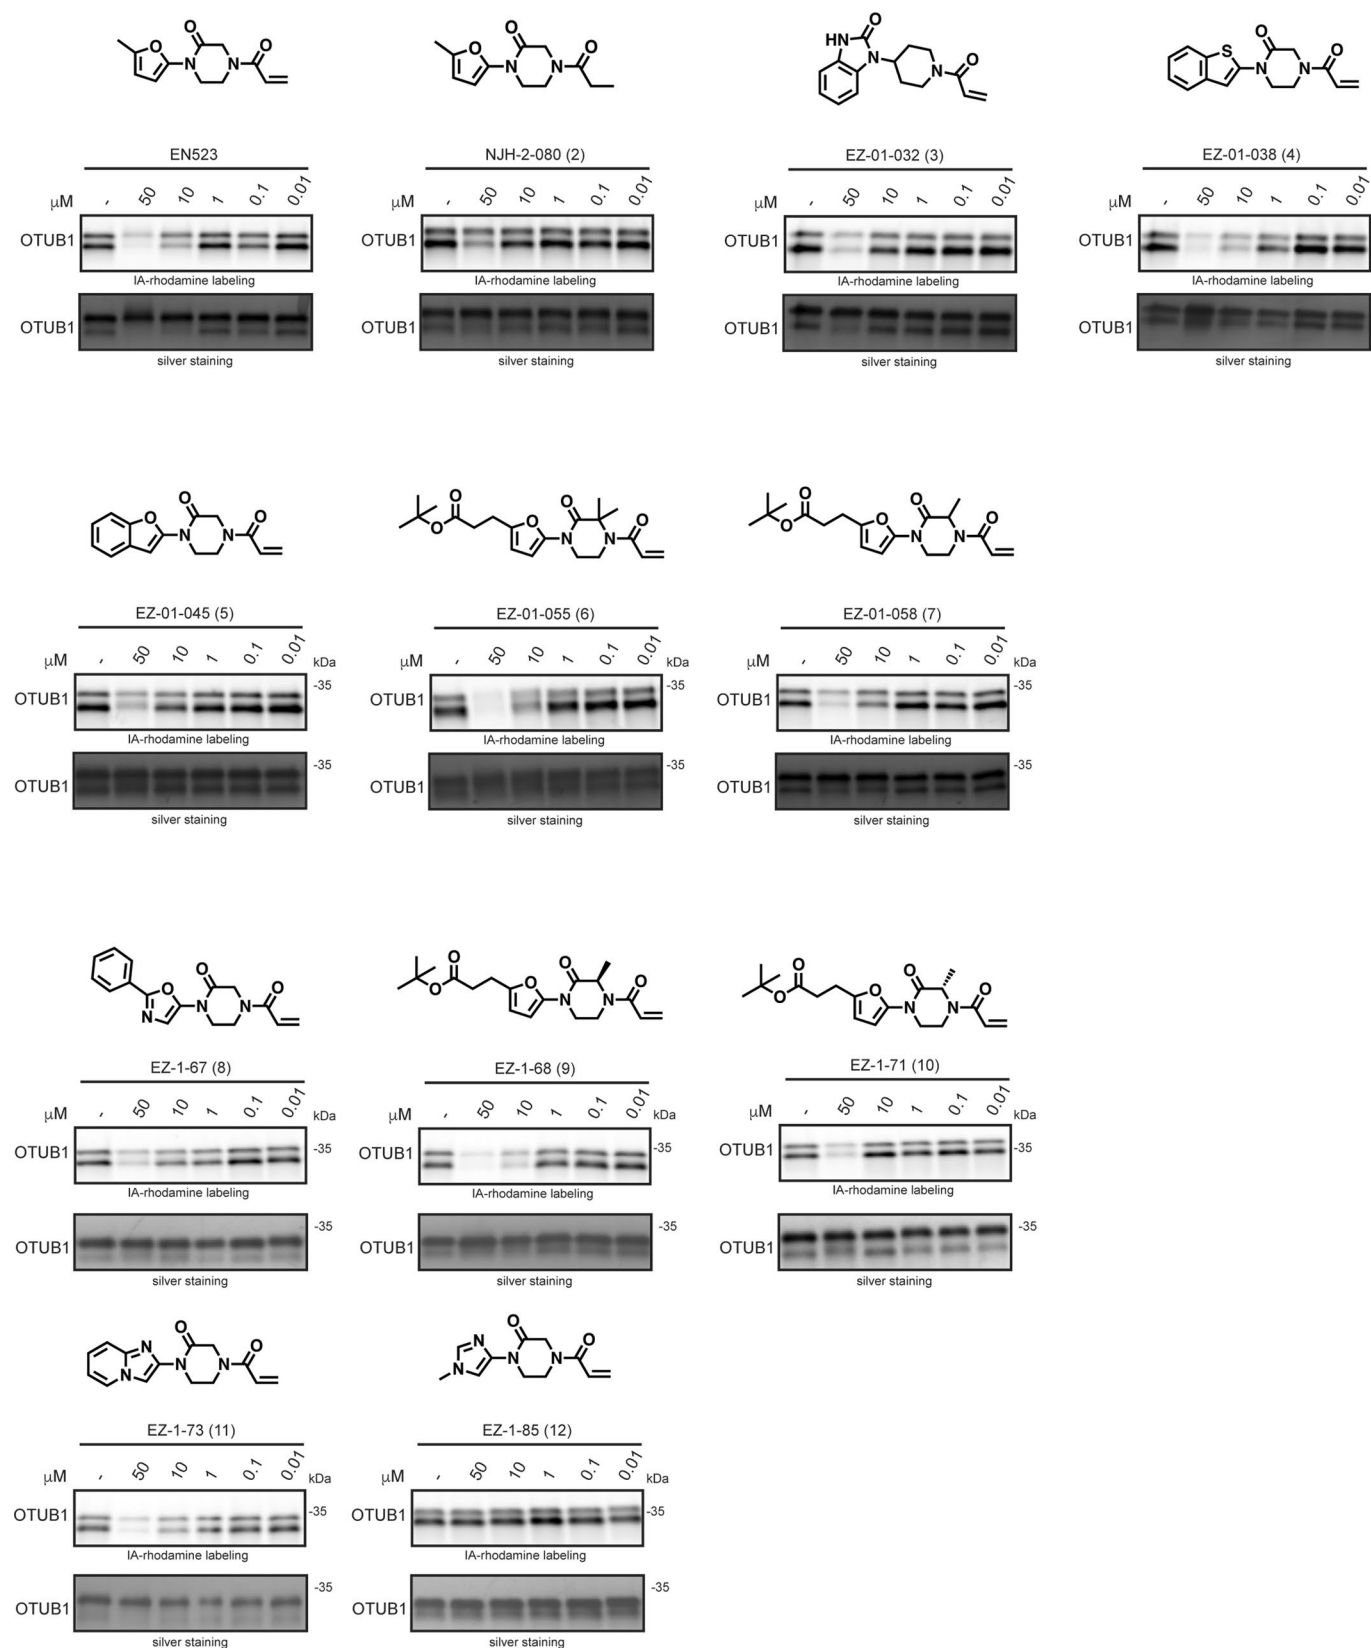 EN523
μM - 50 10 1 0.1 0.01
OTUB1
IA-rhodamine labeling
OTUB1
silver staining
NJH-2-080 (2)
μM - 50 10 1 0.1 0.01
OTUB1
IA-rhodamine labeling
OTUB1
silver staining
EZ-01-032 (3)
μM - 50 10 1 0.1 0.01
OTUB1
IA-rhodamine labeling
OTUB1
silver staining
EZ-01-038 (4)
μM - 50 10 1 0.1 0.01
OTUB1
IA-rhodamine labeling
OTUB1
silver staining
EZ-01-045 (5)
μM - 50 10 1 0.1 0.01 kDa
OTUB1 -35
IA-rhodamine labeling
OTUB1 -35
silver staining
EZ-01-055 (6)
μM - 50 10 1 0.1 0.01 kDa
OTUB1 -35
IA-rhodamine labeling
OTUB1 -35
silver staining
EZ-01-058 (7)
μM - 50 10 1 0.1 0.01 kDa
OTUB1 -35
IA-rhodamine labeling
OTUB1 -35
silver staining
EZ-1-67 (8)
μM - 50 10 1 0.1 0.01 kDa
OTUB1 -35
IA-rhodamine labeling
OTUB1 -35
silver staining
EZ-1-68 (9)
μM - 50 10 1 0.1 0.01 kDa
OTUB1 -35
IA-rhodamine labeling
OTUB1 -35
silver staining
EZ-1-71 (10)
μM - 50 10 1 0.1 0.01 kDa
OTUB1 -35
IA-rhodamine labeling
OTUB1 -35
silver staining
EZ-1-73 (11)
μM - 50 10 1 0.1 0.01 kDa
OTUB1 -35
IA-rhodamine labeling
OTUB1 -35
silver staining
EZ-1-85 (12)
μM - 50 10 1 0.1 0.01 kDa
OTUB1 -35
IA-rhodamine labeling
OTUB1 -35
silver staining